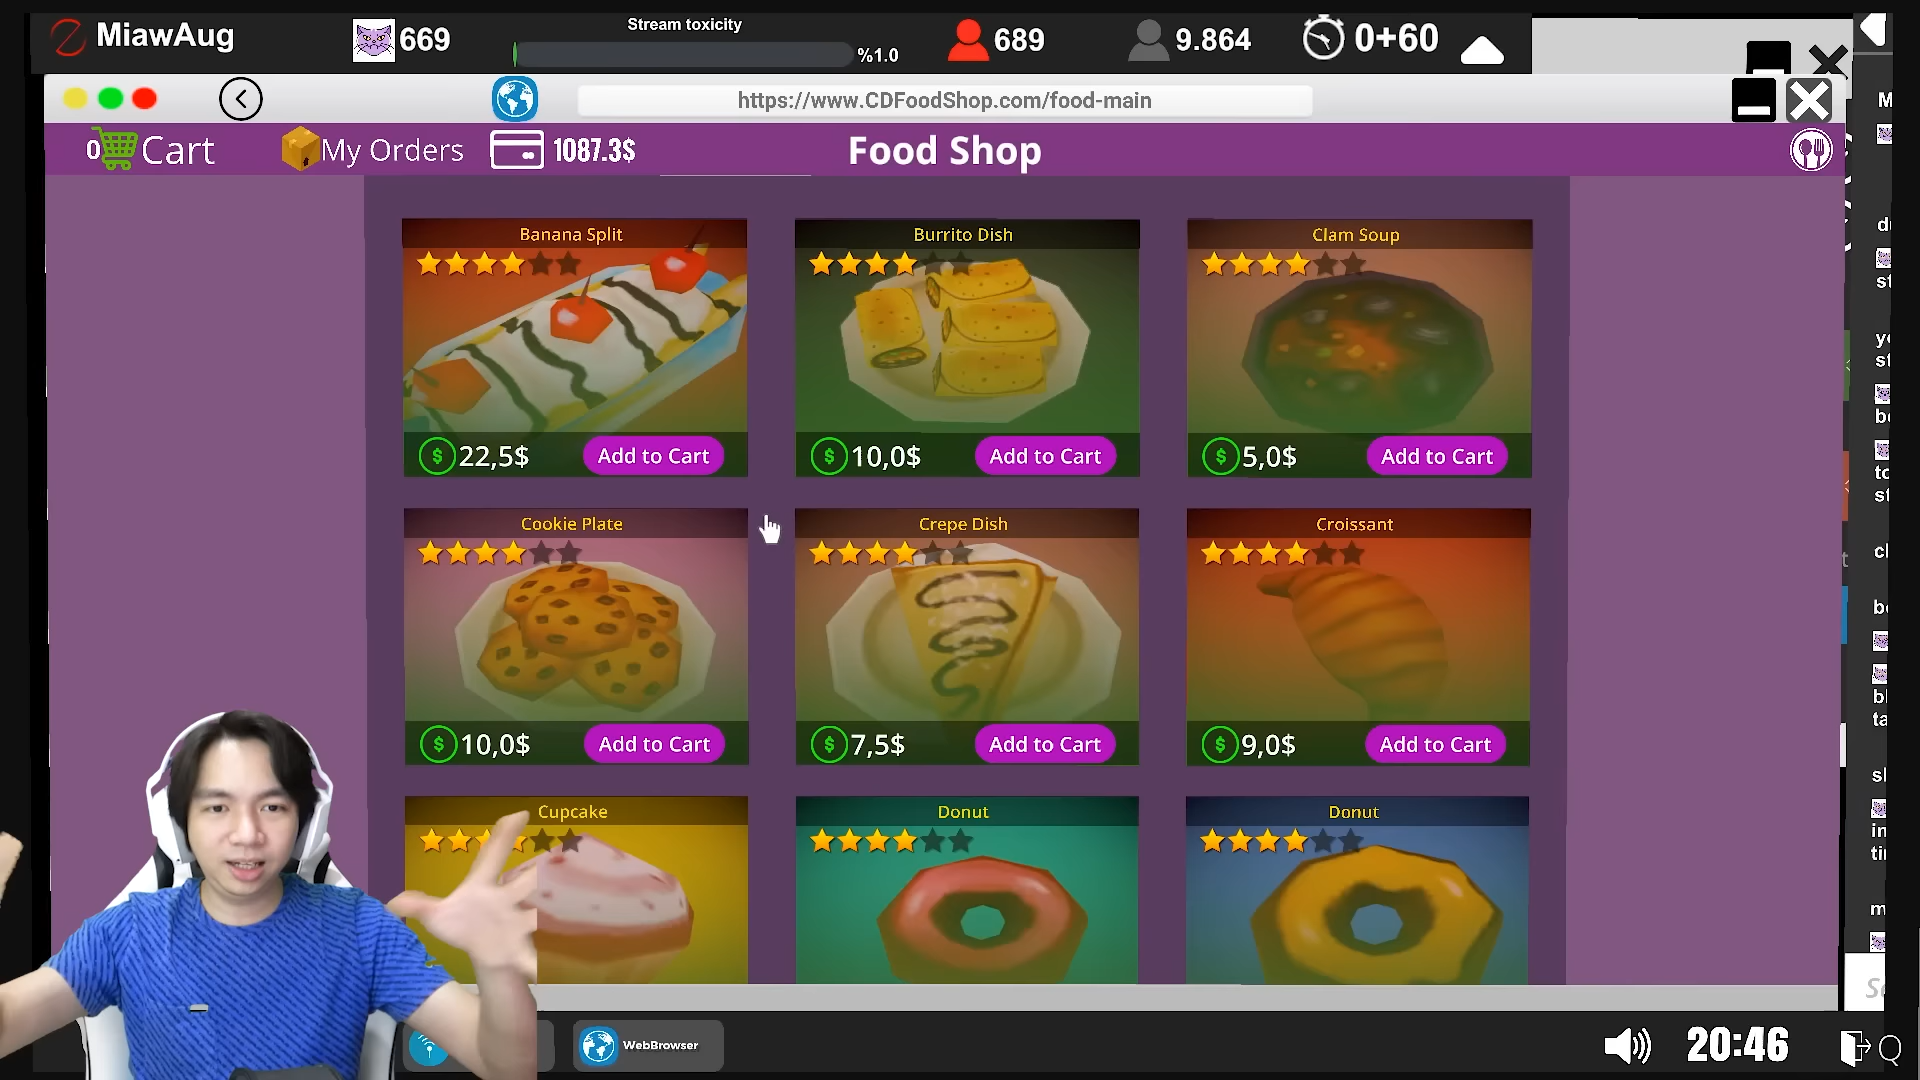 MiawAug
669
Stream toxicity
%1.0
689
9.864
0+60
https://www.CDFoodShop.com/food-main
0 Cart
My Orders
1087.3$
Food Shop
Banana Split
Burrito Dish
Clam Soup
$ 22,5$
Add to Cart
$ 10,0$
Add to Cart
$ 5,0$
Add to Cart
Cookie Plate
Crepe Dish
Croissant
$ 10,0$
Add to Cart
$ 7,5$
Add to Cart
$ 9,0$
Add to Cart
Cupcake
Donut
Donut
WebBrowser
20:46
Q